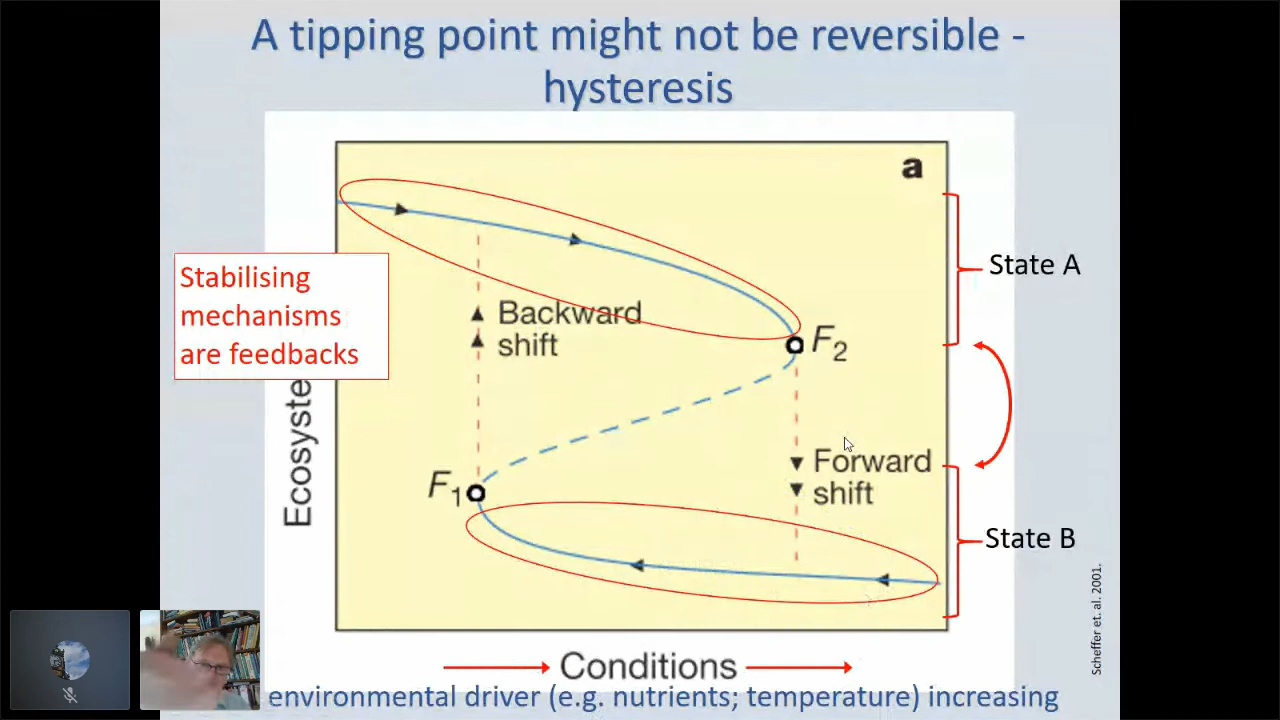 A tipping point might not be reversible -
hysteresis
a
State A
Stabilising
mechanisms
are feedbacks
Backward
shift
F2
Forward
shift
F1
State B
Scheffer et. al. 2001.
Conditions
environmental driver (e.g. nutrients; temperature) increasing